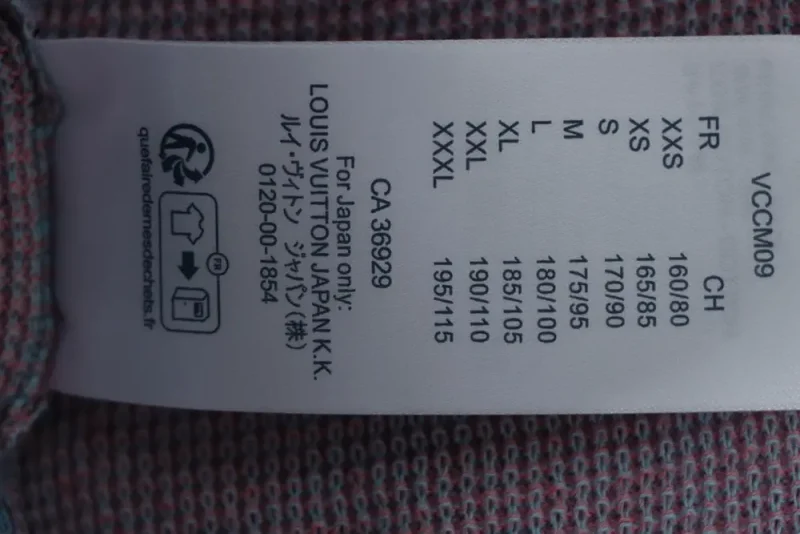 VCCM09
FR CH
XXS 160/80
XS 165/85
S 170/90
M 175/95
L 180/100
XL 185/105
XXL 190/110
XXXL 195/115
CA 36929
For Japan only:
LOUIS VUITTON JAPAN K.K.
ルイ・ヴィトン ジャパン(株)
0120-00-1854
FR
quefairedemesdechets.fr